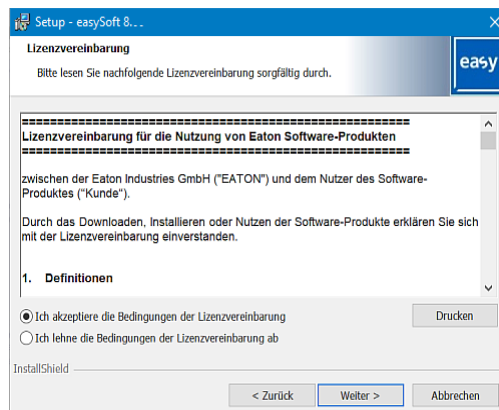 Setup - easySoft 8...
Lizenzvereinbarung
Bitte lesen Sie nachfolgende Lizenzvereinbarung sorgfältig durch.
easy
======================================================
Lizenzvereinbarung für die Nutzung von Eaton Software-Produkten
======================================================
zwischen der Eaton Industries GmbH ("EATON") und dem Nutzer des Software-
Produktes ("Kunde").
Durch das Downloaden, Installieren oder Nutzen der Software-Produkte erklären Sie sich
mit der Lizenzvereinbarung einverstanden.
1. Definitionen
Ich akzeptiere die Bedingungen der Lizenzvereinbarung
Drucken
Ich lehne die Bedingungen der Lizenzvereinbarung ab
InstallShield
< Zurück Weiter > Abbrechen